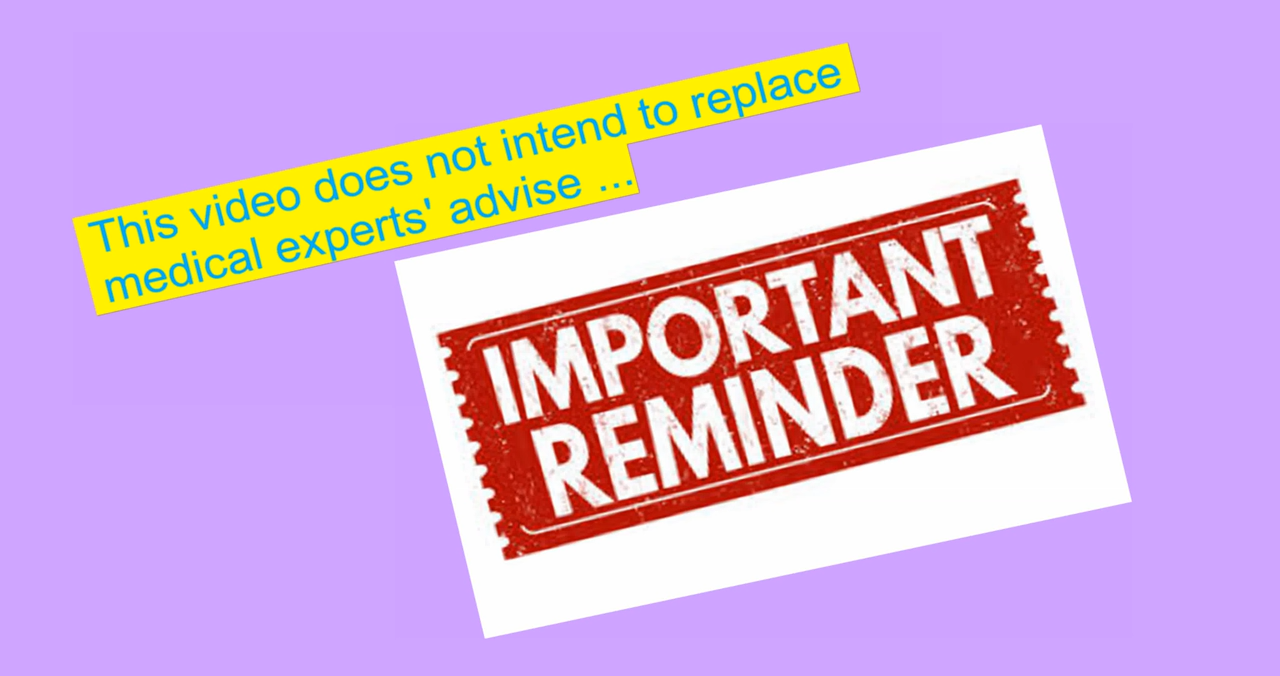 This video does not intend to replace
medical experts' advise ...
IMPORTANT
REMINDER